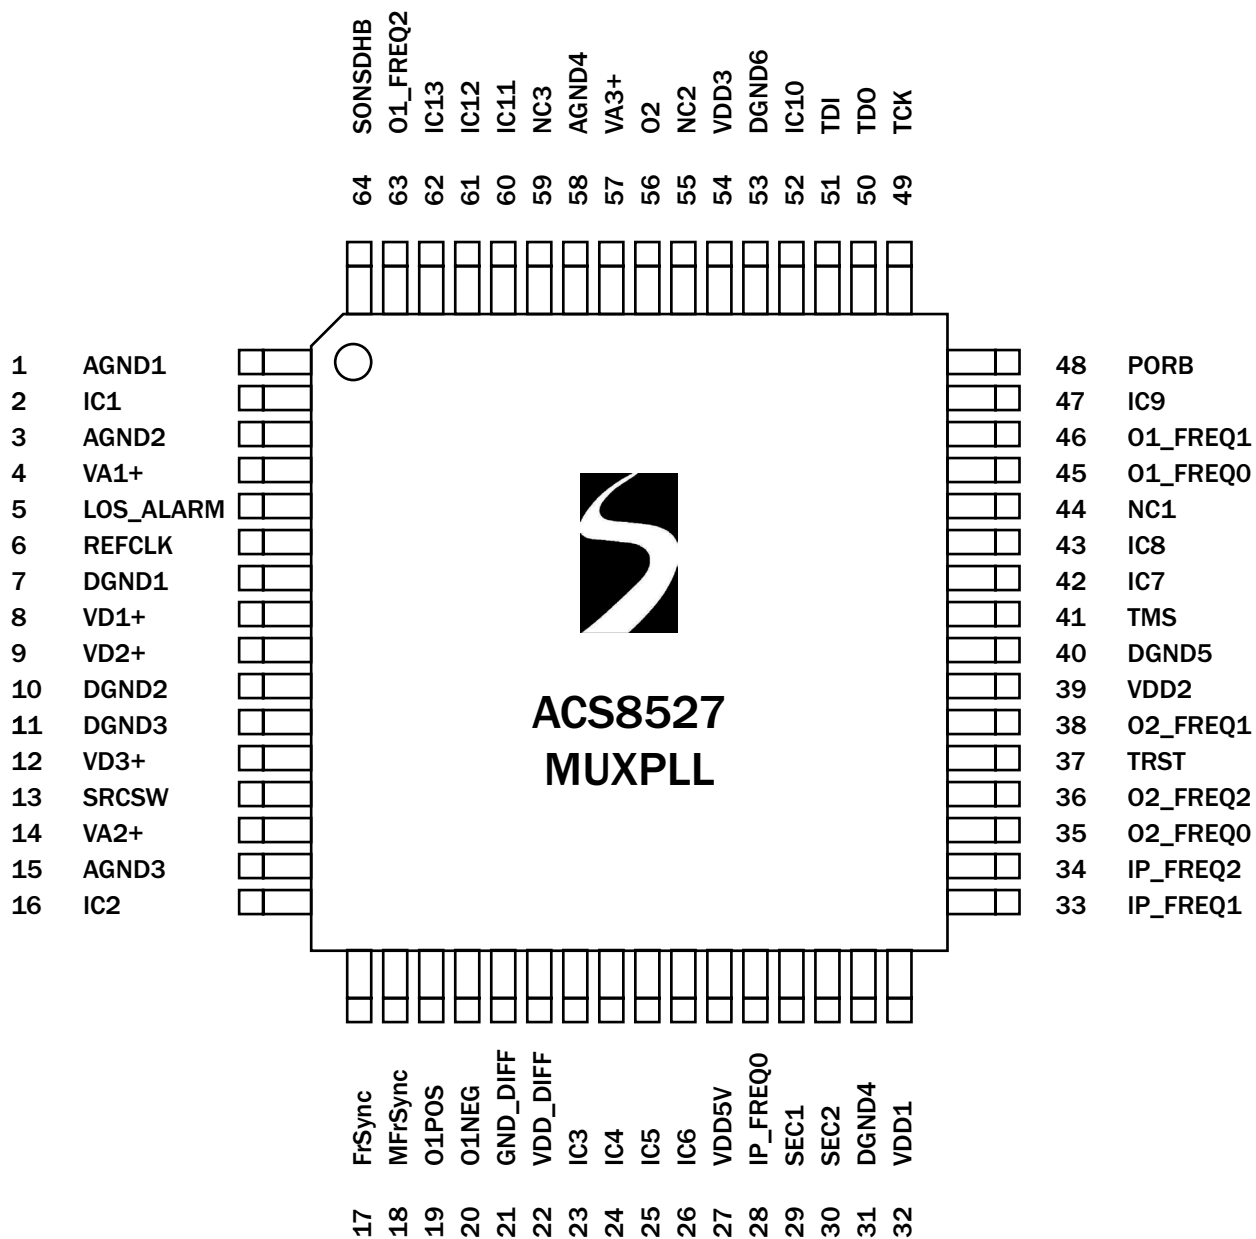 SONSDHB
O1_FREQ2
IC13
IC12
IC11
NC3
AGND4
VA3+
O2
NC2
VDD3
DGND6
IC10
TDI
TDO
TCK
64
63
62
61
60
59
58
57
56
55
54
53
52
51
50
49
1 AGND1
2 IC1
3 AGND2
4 VA1+
5 LOS_ALARM
6 REFCLK
7 DGND1
8 VD1+
9 VD2+
10 DGND2
11 DGND3
12 VD3+
13 SRCSW
14 VA2+
15 AGND3
16 IC2
ACS8527
MUXPLL
48 PORB
47 IC9
46 O1_FREQ1
45 O1_FREQ0
44 NC1
43 IC8
42 IC7
41 TMS
40 DGND5
39 VDD2
38 O2_FREQ1
37 TRST
36 O2_FREQ2
35 O2_FREQ0
34 IP_FREQ2
33 IP_FREQ1
FrSync
MFrSync
O1POS
O1NEG
GND_DIFF
VDD_DIFF
IC3
IC4
IC5
IC6
VDD5V
IP_FREQ0
SEC1
SEC2
DGND4
VDD1
17
18
19
20
21
22
23
24
25
26
27
28
29
30
31
32